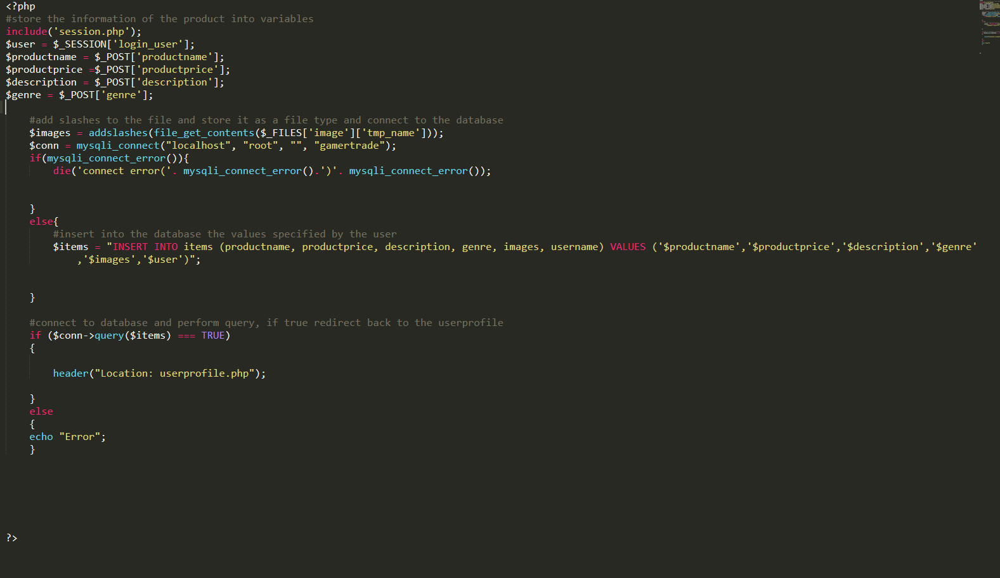 <?php
#store the information of the product into variables
include('session.php');
$user = $_SESSION['login_user'];
$productname = $_POST['productname'];
$productprice =$_POST['productprice'];
$description = $_POST['description'];
$genre = $_POST['genre'];
#add slashes to the file and store it as a file type and connect to the database
$images = addslashes(file_get_contents($_FILES['image']['tmp_name']));
$conn = mysqli_connect("localhost", "root", "", "gamertrade");
if(mysqli_connect_error()){
die('connect error('. mysqli_connect_error().')'. mysqli_connect_error());
}
else{
#insert into the database the values specified by the user
$items = "INSERT INTO items (productname, productprice, description, genre, images, username) VALUES ('$productname','$productprice','$description','$genre'
,'$images','$user')";
}
#connect to database and perform query, if true redirect back to the userprofile
if ($conn->query($items) === TRUE)
{
header("Location: userprofile.php");
}
else
{
echo "Error";
}
?>